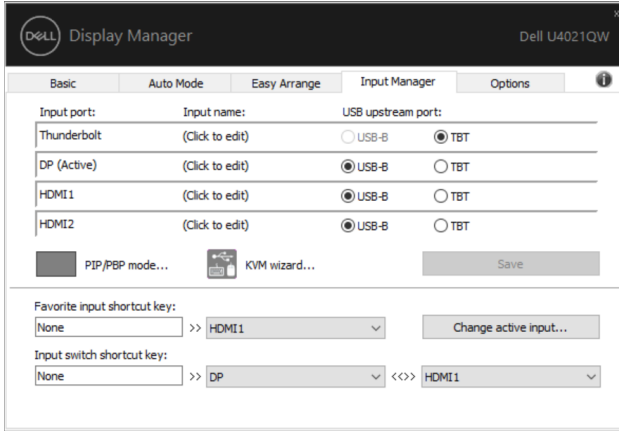 x
DELL Display Manager Dell U4021QW
Basic Auto Mode Easy Arrange Input Manager Options i
Input port: Input name: USB upstream port:
Thunderbolt (Click to edit) USB-B TBT
DP (Active) (Click to edit) USB-B TBT
HDMI1 (Click to edit) USB-B TBT
HDMI2 (Click to edit) USB-B TBT
PIP/PBP mode... KVM wizard... Save
Favorite input shortcut key:
None >> HDMI1 Change active input...
Input switch shortcut key:
None >> DP <<>> HDMI1